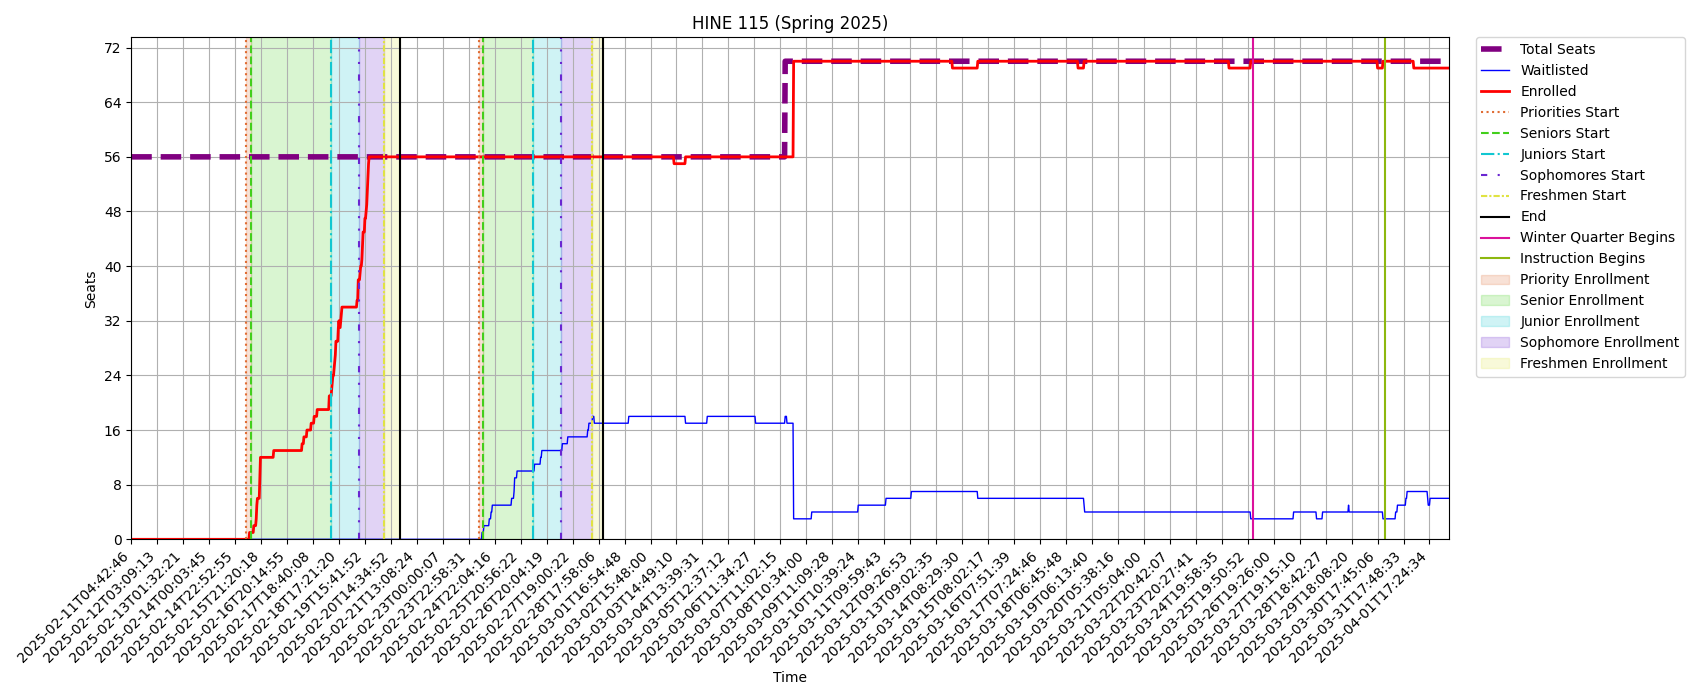 HINE 115 (Spring 2025)
72
64
56
48
40
32
24
16
8
0
Seats
2025-02-11T04:42:46
2025-02-12T03:09:13
2025-02-13T01:32:21
2025-02-14T00:03:45
2025-02-14T22:52:55
2025-02-15T21:20:18
2025-02-16T20:14:55
2025-02-17T18:40:08
2025-02-18T17:21:20
2025-02-19T15:41:52
2025-02-20T14:34:52
2025-02-21T13:08:24
2025-02-23T00:00:07
2025-02-23T22:58:31
2025-02-24T22:04:16
2025-02-25T20:56:22
2025-02-26T20:04:19
2025-02-27T19:00:22
2025-02-28T17:58:06
2025-03-01T16:54:48
2025-03-02T15:48:00
2025-03-03T14:49:10
2025-03-04T13:39:31
2025-03-05T12:37:12
2025-03-06T11:34:27
2025-03-07T11:02:15
2025-03-08T10:34:00
2025-03-09T11:09:28
2025-03-10T10:39:24
2025-03-11T09:59:43
2025-03-12T09:26:53
2025-03-13T09:02:35
2025-03-14T08:29:30
2025-03-15T08:02:17
2025-03-16T07:51:39
2025-03-17T07:24:46
2025-03-18T06:45:48
2025-03-19T06:13:40
2025-03-20T05:38:16
2025-03-21T05:04:00
2025-03-22T20:42:07
2025-03-23T20:27:41
2025-03-24T19:58:35
2025-03-25T19:50:52
2025-03-26T19:26:00
2025-03-27T19:15:10
2025-03-28T18:42:27
2025-03-29T18:08:20
2025-03-30T17:45:06
2025-03-31T17:48:33
2025-04-01T17:24:34
Time
Total Seats
Waitlisted
Enrolled
Priorities Start
Seniors Start
Juniors Start
Sophomores Start
Freshmen Start
End
Winter Quarter Begins
Instruction Begins
Priority Enrollment
Senior Enrollment
Junior Enrollment
Sophomore Enrollment
Freshmen Enrollment